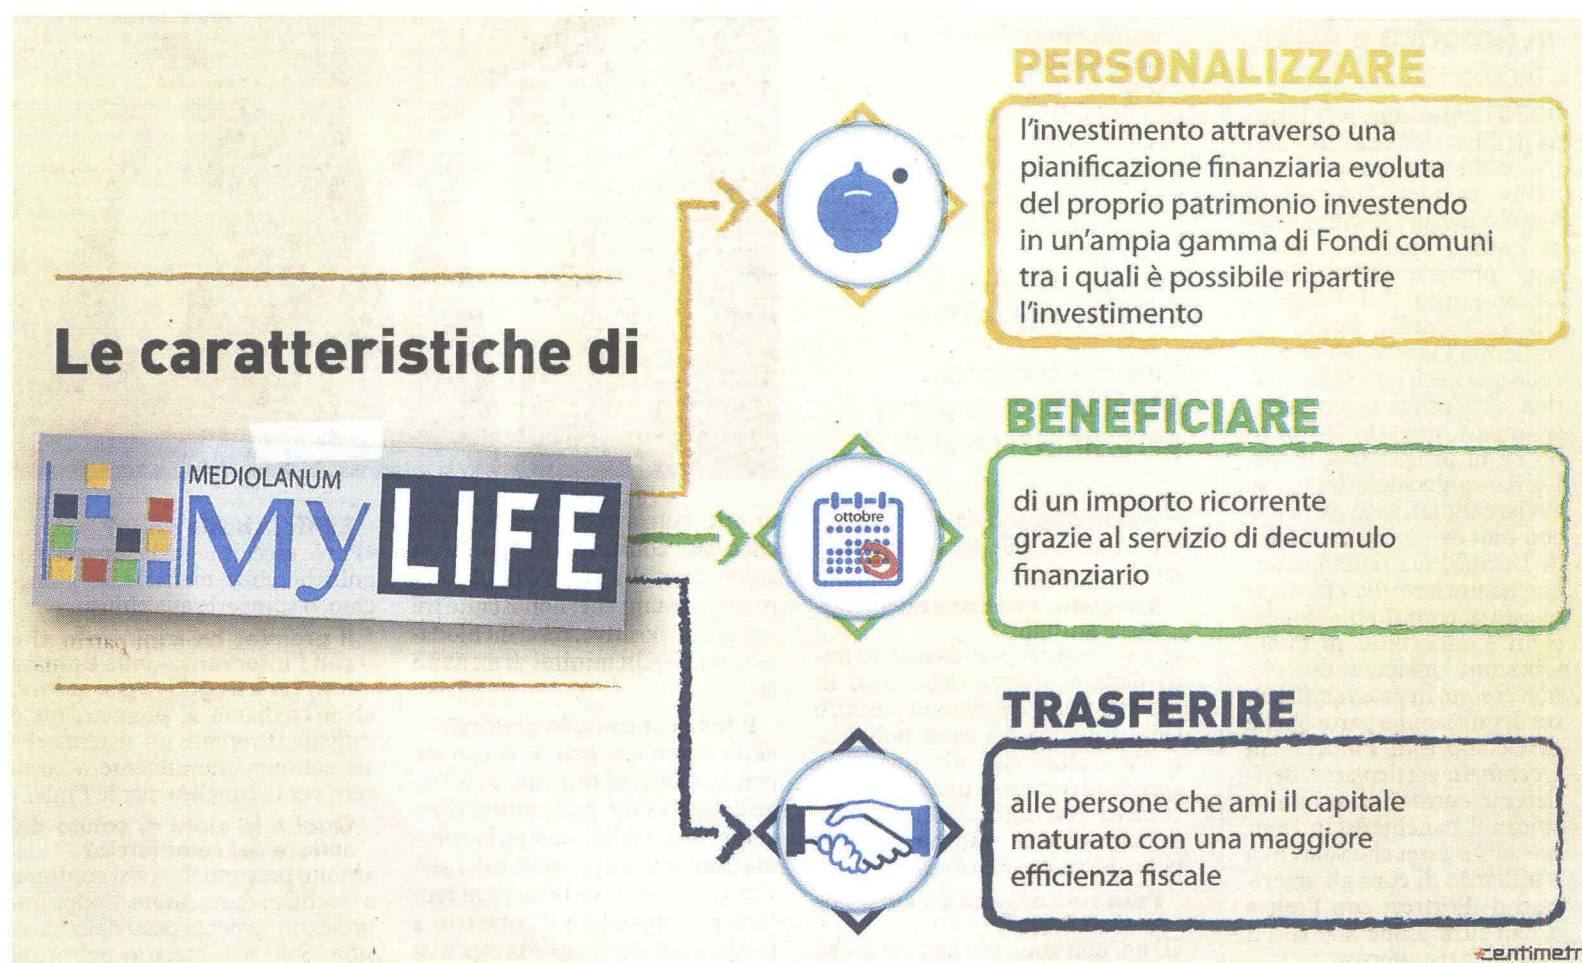 Le caratteristiche di
MEDIOLANUM
My LIFE
PERSONALIZZARE
l'investimento attraverso una
pianificazione finanziaria evoluta
del proprio patrimonio investendo
in un'ampia gamma di Fondi comuni
tra i quali è possibile ripartire
l'investimento
BENEFICIARE
ottobre
di un importo ricorrente
grazie al servizio di decumulo
finanziario
TRASFERIRE
alle persone che ami il capitale
maturato con una maggiore
efficienza fiscale
centimetr